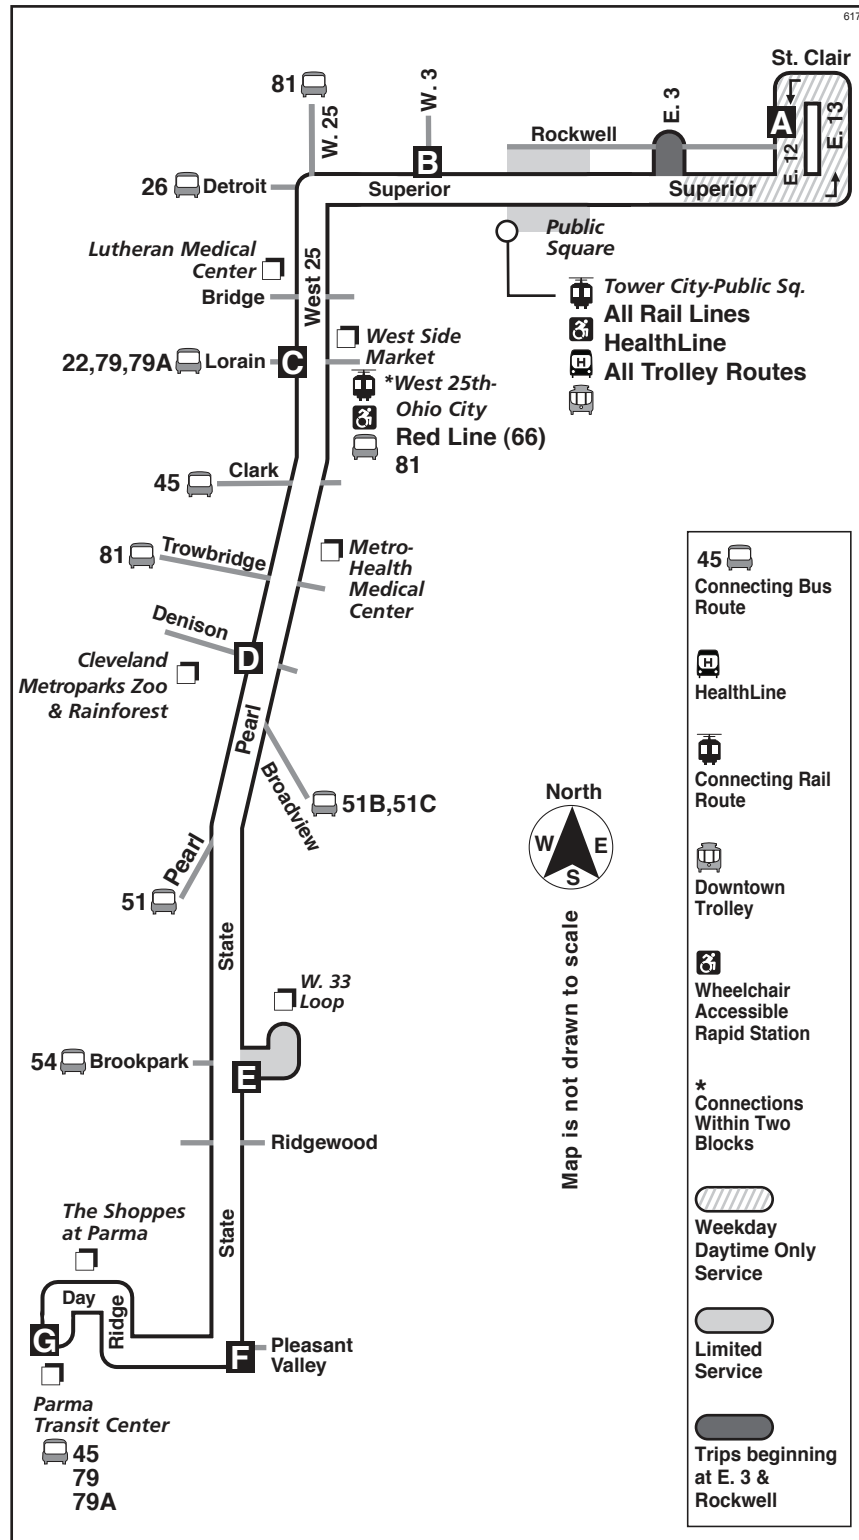 617
St. Clair
81
W. 25
W. 3
E. 3
Rockwell
A
E. 12
E. 13
B
26 Detroit
Superior
Superior
Public
Square
Lutheran Medical
Center
Bridge
West 25
Tower City-Public Sq.
All Rail Lines
HealthLine
H
All Trolley Routes
West Side
Market
22,79,79A Lorain
C
*West 25th-
Ohio City
Red Line (66)
81
45 Clark
81 Trowbridge
Metro-
Health
Medical
Center
Denison
D
Cleveland
Metroparks Zoo
& Rainforest
Pearl
Broadview
51B,51C
Pearl
51
State
W. 33
Loop
54 Brookpark
E
Ridgewood
The Shoppes
at Parma
State
Day
Ridge
G
F
Pleasant
Valley
Parma
Transit Center
45
79
79A
North
W E
S
Map is not drawn to scale
45
Connecting Bus
Route
H
HealthLine
Connecting Rail
Route
Downtown
Trolley
Wheelchair
Accessible
Rapid Station
*
Connections
Within Two
Blocks
Weekday
Daytime Only
Service
Limited
Service
Trips beginning
at E. 3 &
Rockwell